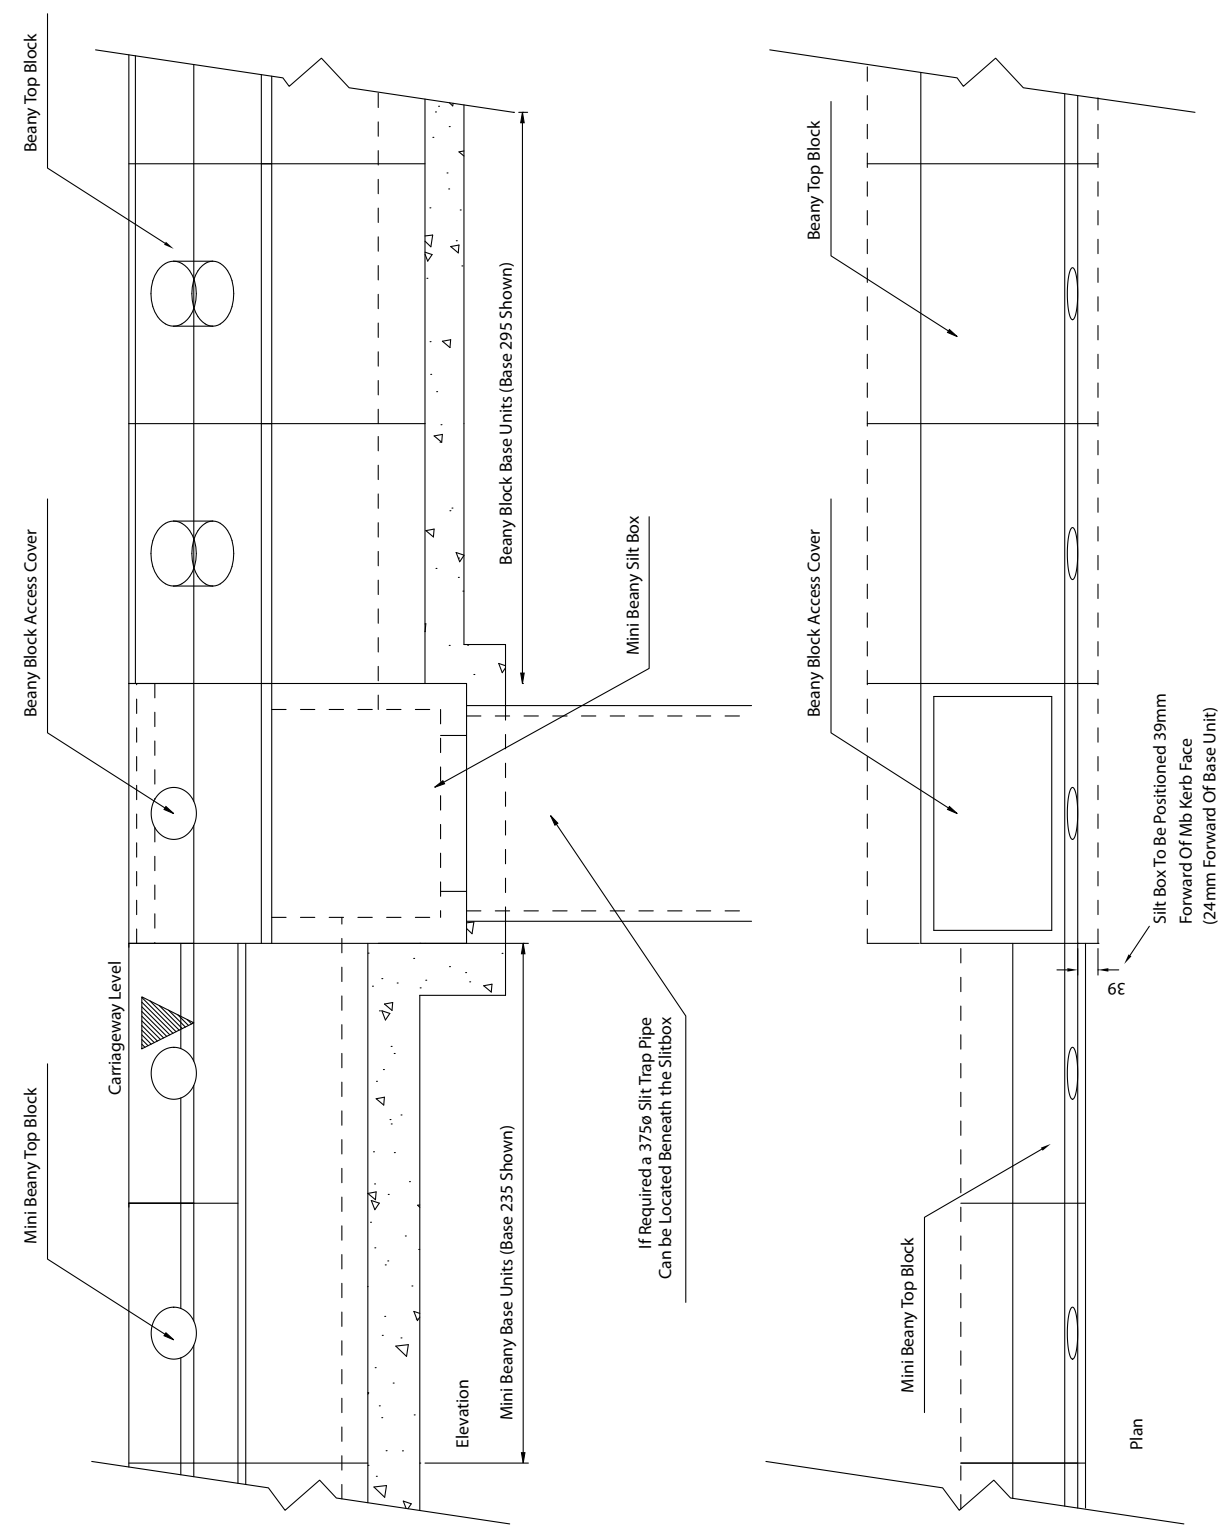 Mini Beany Top Block
Carriageway Level
Beany Block Access Cover
Beany Top Block
Elevation
Mini Beany Base Units (Base 235 Shown)
Beany Block Base Units (Base 295 Shown)
If Required a 375ø Slit Trap Pipe
Can be Located Beneath the Slitbox
Mini Beany Silt Box
Beany Block Access Cover
Beany Top Block
Mini Beany Top Block
39
Silt Box To Be Positioned 39mm
Forward Of Mb Kerb Face
(24mm Forward Of Base Unit)
Plan